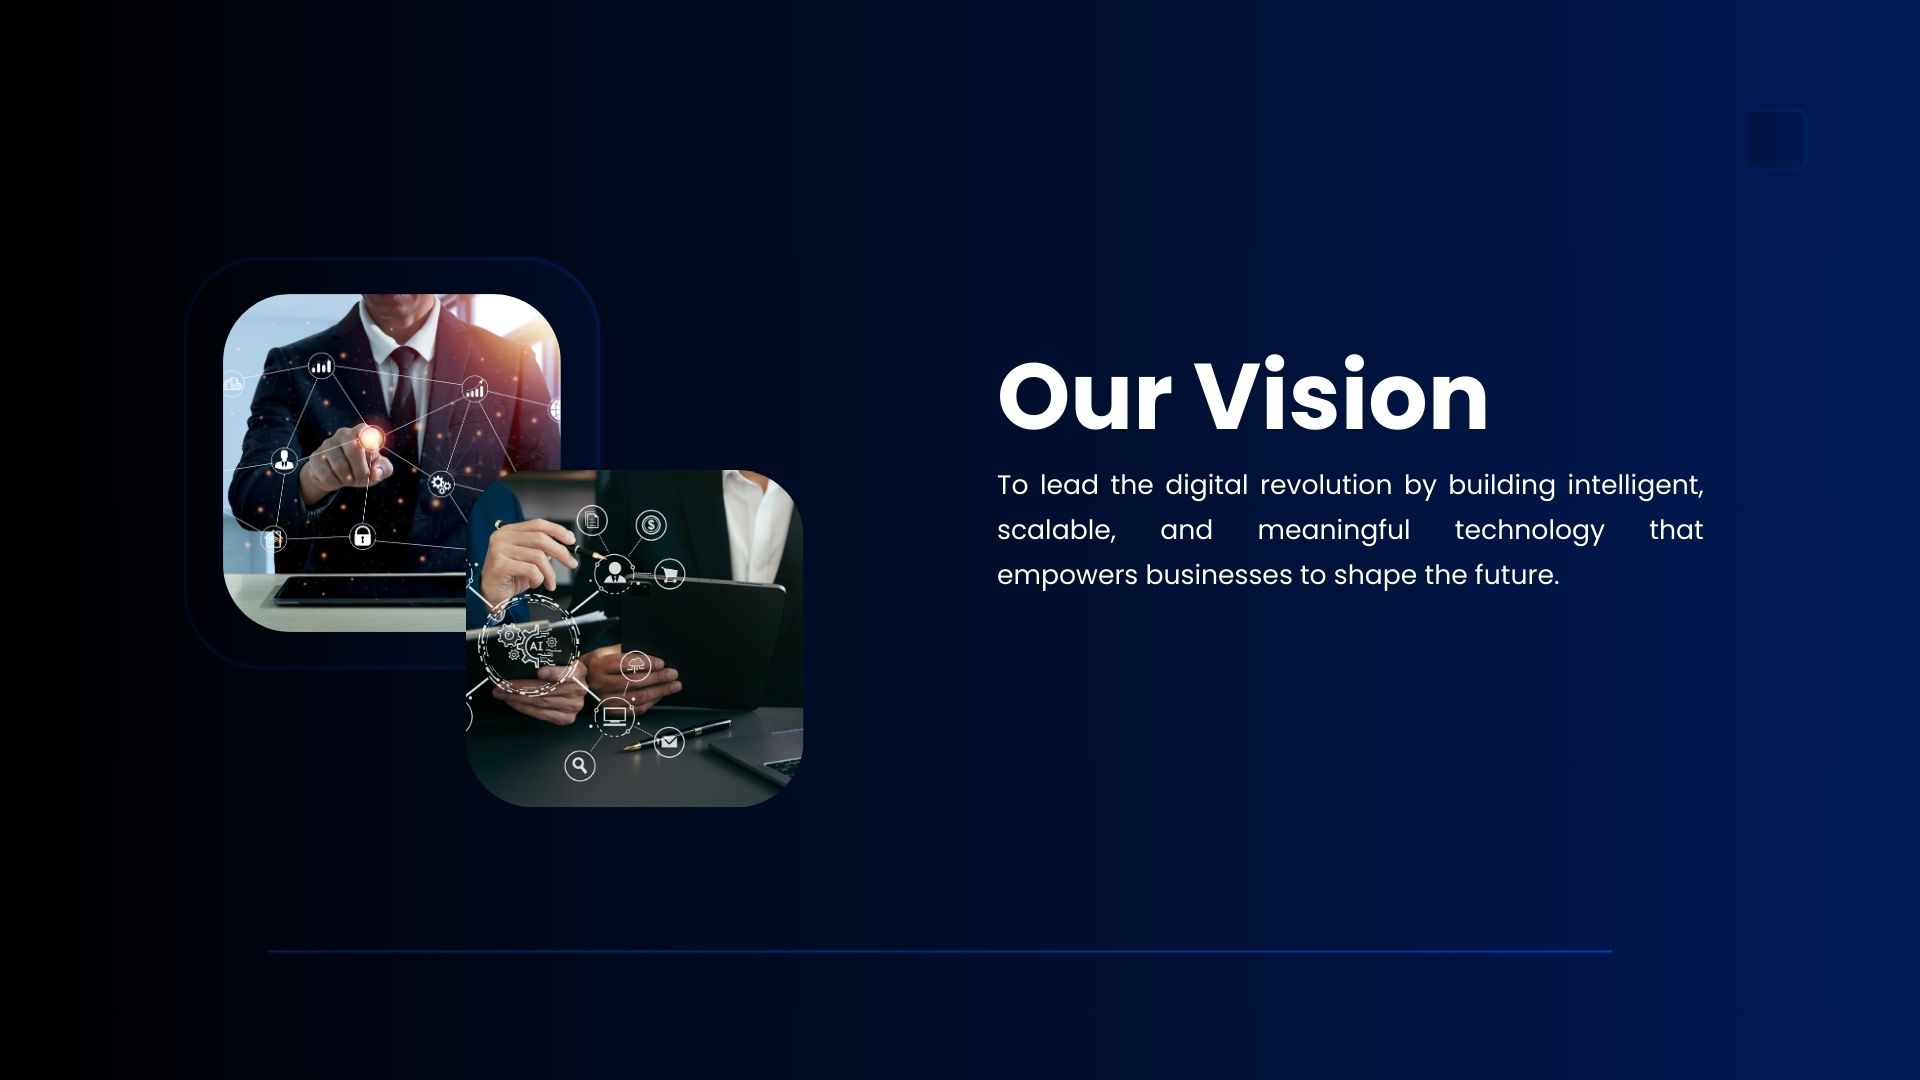 Our Vision
To lead the digital revolution by building intelligent,
scalable, and meaningful technology that
empowers businesses to shape the future.
$
AI